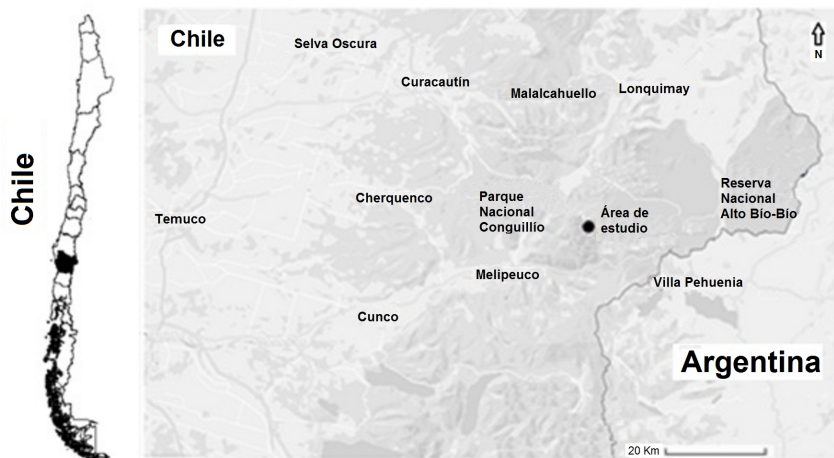 Chile
Chile
N
Selva Oscura
Curacautín
Malalcahuello
Lonquimay
Temuco
Cherquenco
Parque
Nacional
Conguillío
Área de
estudio
Reserva
Nacional
Alto Bío-Bío
Melipeuco
Villa Pehuenia
Cunco
Argentina
20 Km